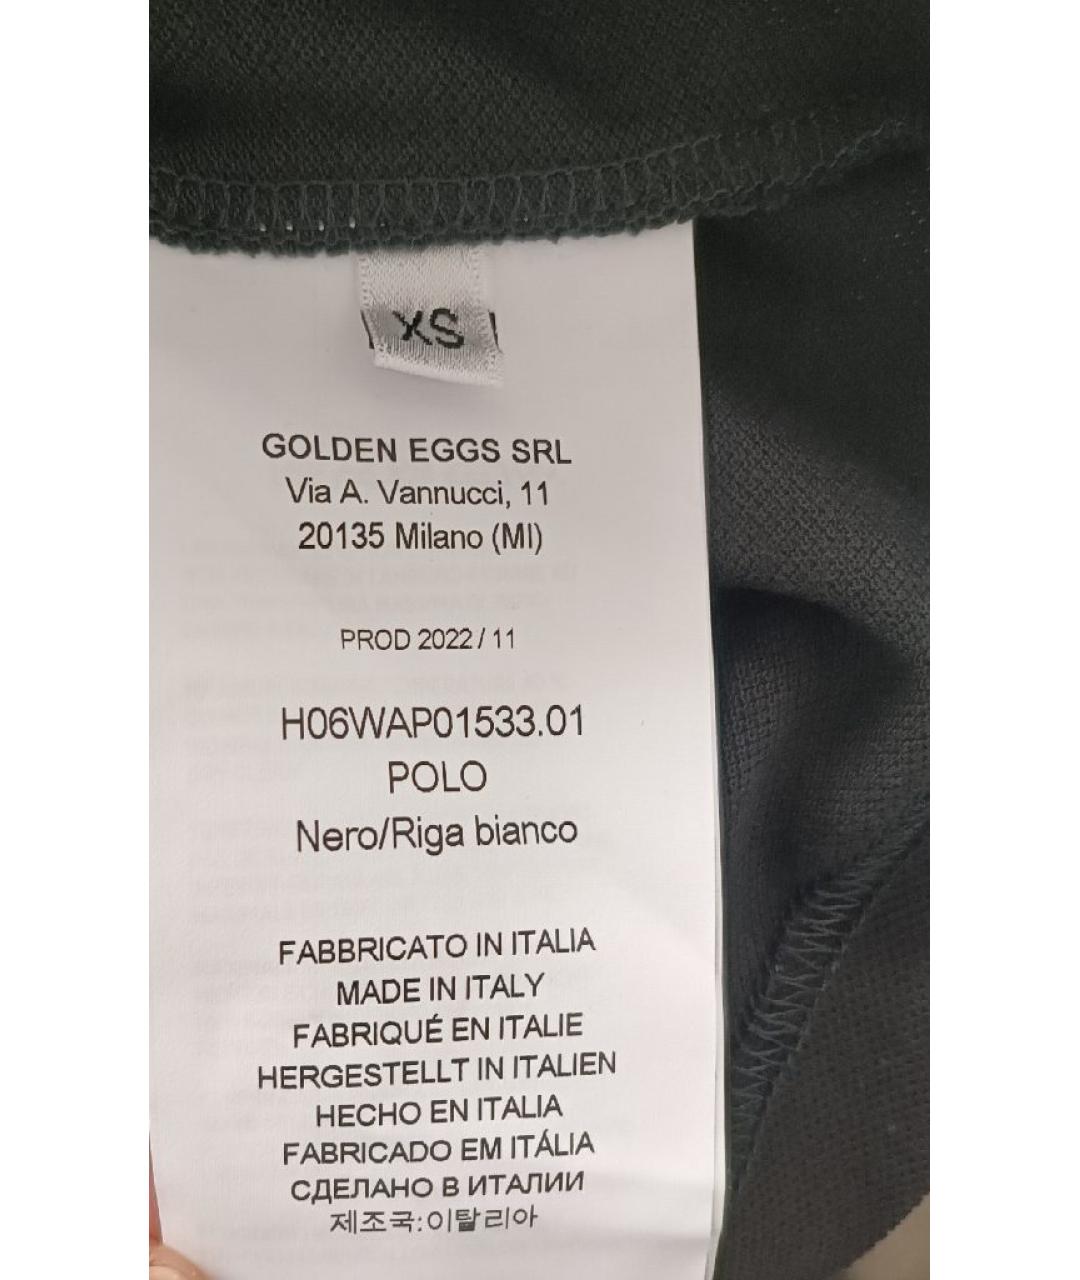 XS
GOLDEN EGGS SRL
Via A. Vannucci, 11
20135 Milano (MI)
PROD 2022 / 11
H06WAP01533.01
POLO
Nero/Riga bianco
FABBRICATO IN ITALIA
MADE IN ITALY
FABRIQUÉ EN ITALIE
HERGESTELLT IN ITALIEN
HECHO EN ITALIA
FABRICADO EM ITÁLIA
СДЕЛАНО В ИТАЛИИ
제조국:이탈리아